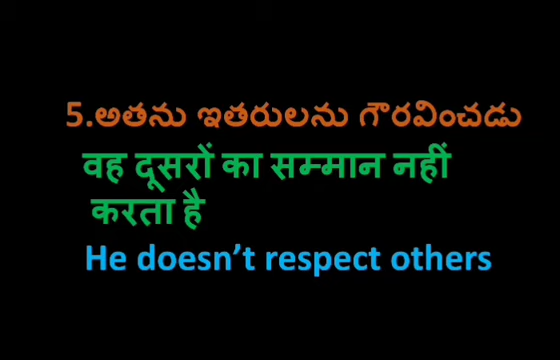 5.అతను ఇతరులను గౌరవించడు
वह दूसरों का सम्मान नहीं
करता है
He doesn't respect others